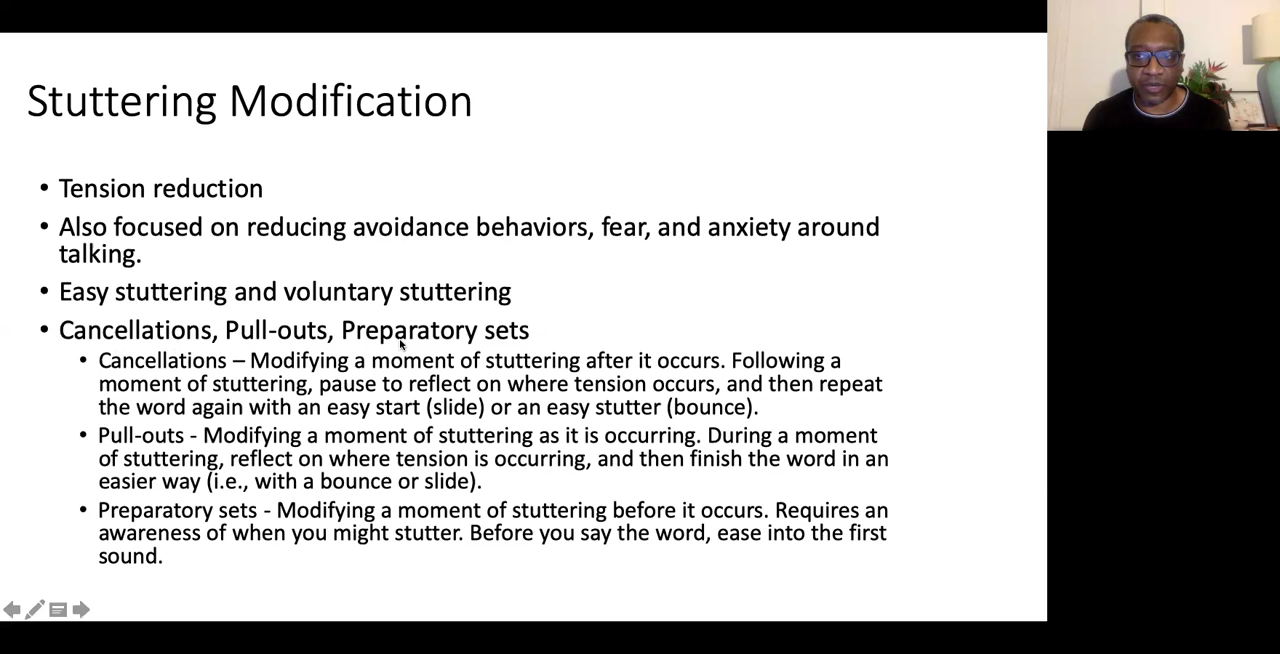 Stuttering Modification
• Tension reduction
• Also focused on reducing avoidance behaviors, fear, and anxiety around
talking.
• Easy stuttering and voluntary stuttering
• Cancellations, Pull-outs, Preparatory sets
• Cancellations – Modifying a moment of stuttering after it occurs. Following a
moment of stuttering, pause to reflect on where tension occurs, and then repeat
the word again with an easy start (slide) or an easy stutter (bounce).
• Pull-outs - Modifying a moment of stuttering as it is occurring. During a moment
of stuttering, reflect on where tension is occurring, and then finish the word in an
easier way (i.e., with a bounce or slide).
• Preparatory sets - Modifying a moment of stuttering before it occurs. Requires an
awareness of when you might stutter. Before you say the word, ease into the first
sound.